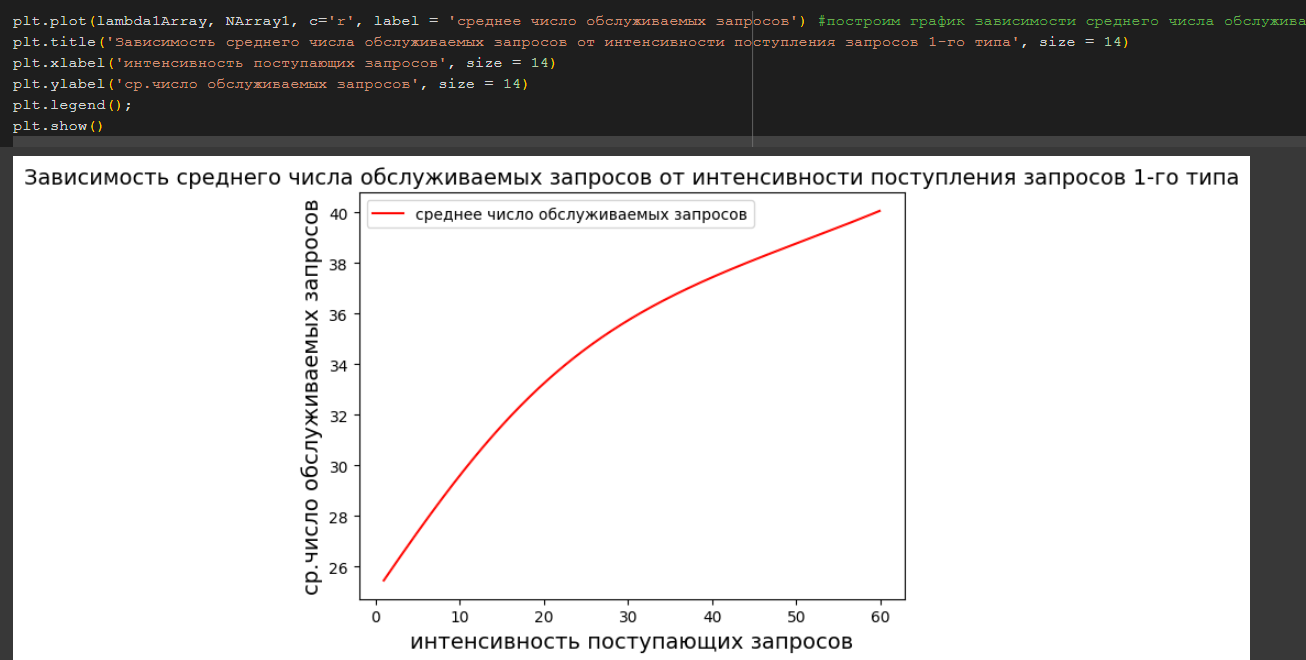 plt.plot(lambda1Array, NArray1, c='r', label = 'среднее число обслуживаемых запросов') #построим график зависимости среднего числа обслужива
plt.title('Зависимость среднего числа обслуживаемых запросов от интенсивности поступления запросов 1-го типа', size = 14)
plt.xlabel('интенсивность поступающих запросов', size = 14)
plt.ylabel('ср.число обслуживаемых запросов', size = 14)
plt.legend();
plt.show()
Зависимость среднего числа обслуживаемых запросов от интенсивности поступления запросов 1-го типа
среднее число обслуживаемых запросов
ср.число обслуживаемых запросов
40
38
36
34
32
30
28
26
0 10 20 30 40 50 60
интенсивность поступающих запросов